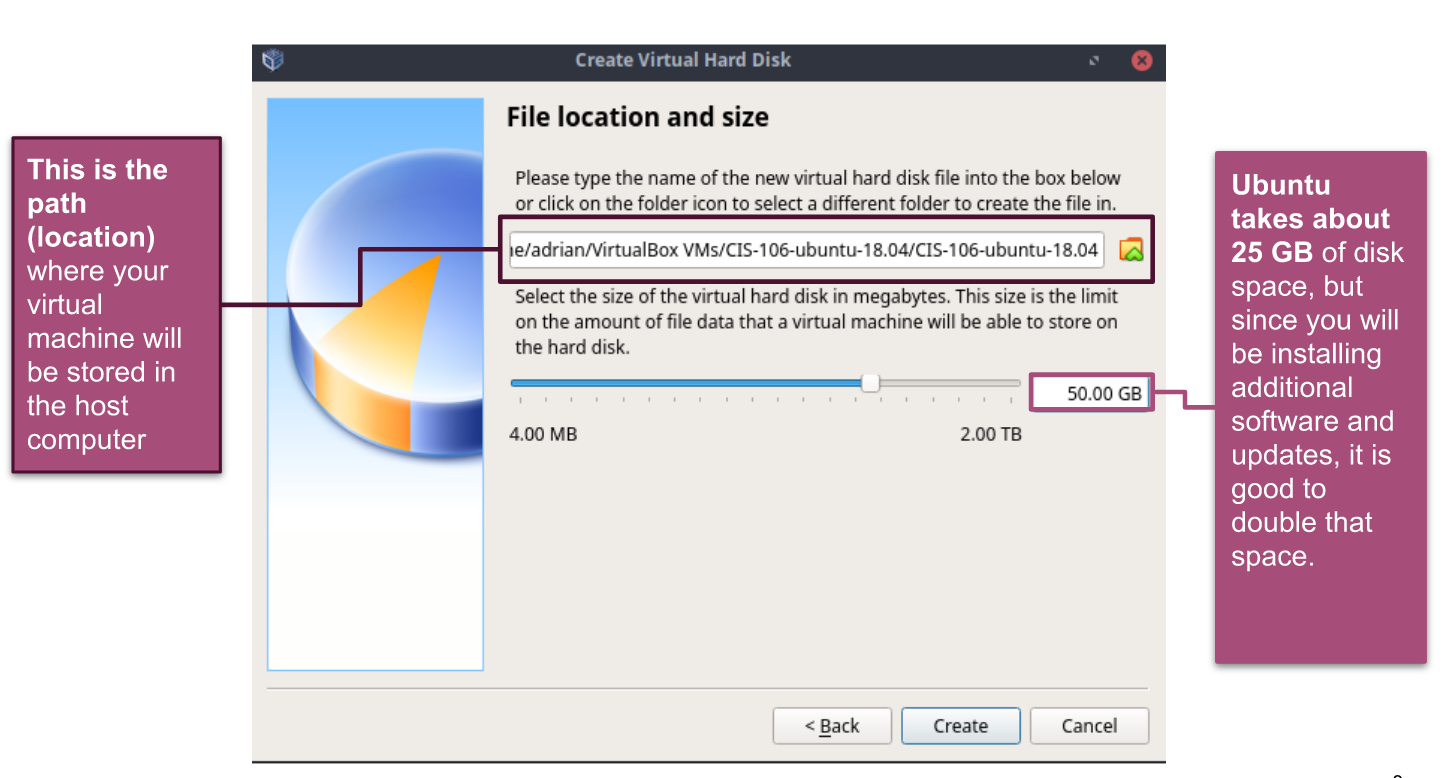 Create Virtual Hard Disk
File location and size
Please type the name of the new virtual hard disk file into the box below
or click on the folder icon to select a different folder to create the file in.
e/adrian/VirtualBox VMs/CIS-106-ubuntu-18.04/CIS-106-ubuntu-18.04
Select the size of the virtual hard disk in megabytes. This size is the limit
on the amount of file data that a virtual machine will be able to store on
the hard disk.
50.00 GB
4.00 MB
2.00 TB
< Back
Create
Cancel
This is the
path
(location)
where your
virtual
machine will
be stored in
the host
computer
Ubuntu
takes about
25 GB of disk
space, but
since you will
be installing
additional
software and
updates, it is
good to
double that
space.